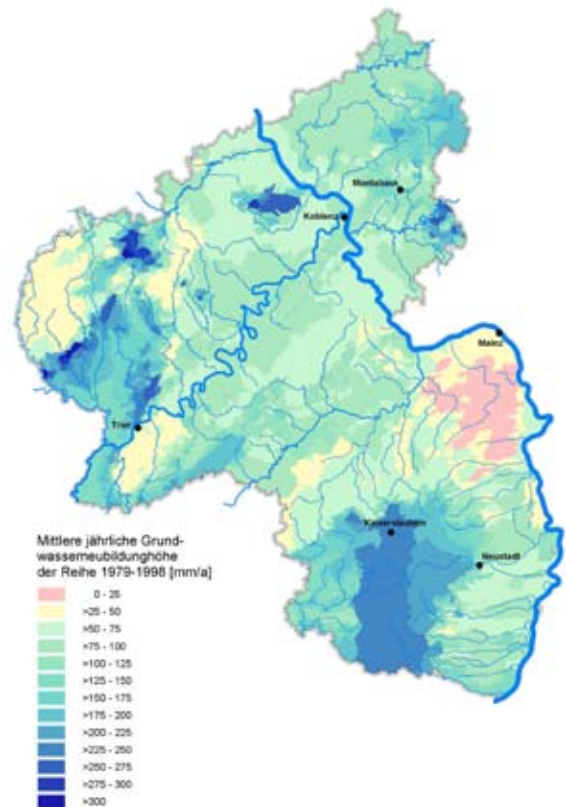 Montabaur
Koblenz
Mainz
Trier
Kaiserslautern
Neustadt
Mittlere jährliche Grund-
wasserneubildunghöhe
der Reihe 1979-1998 [mm/a]
0 - 25
>25 - 50
>50 - 75
>75 - 100
>100 - 125
>125 - 150
>150 - 175
>175 - 200
>200 - 225
>225 - 250
>250 - 275
>275 - 300
>300